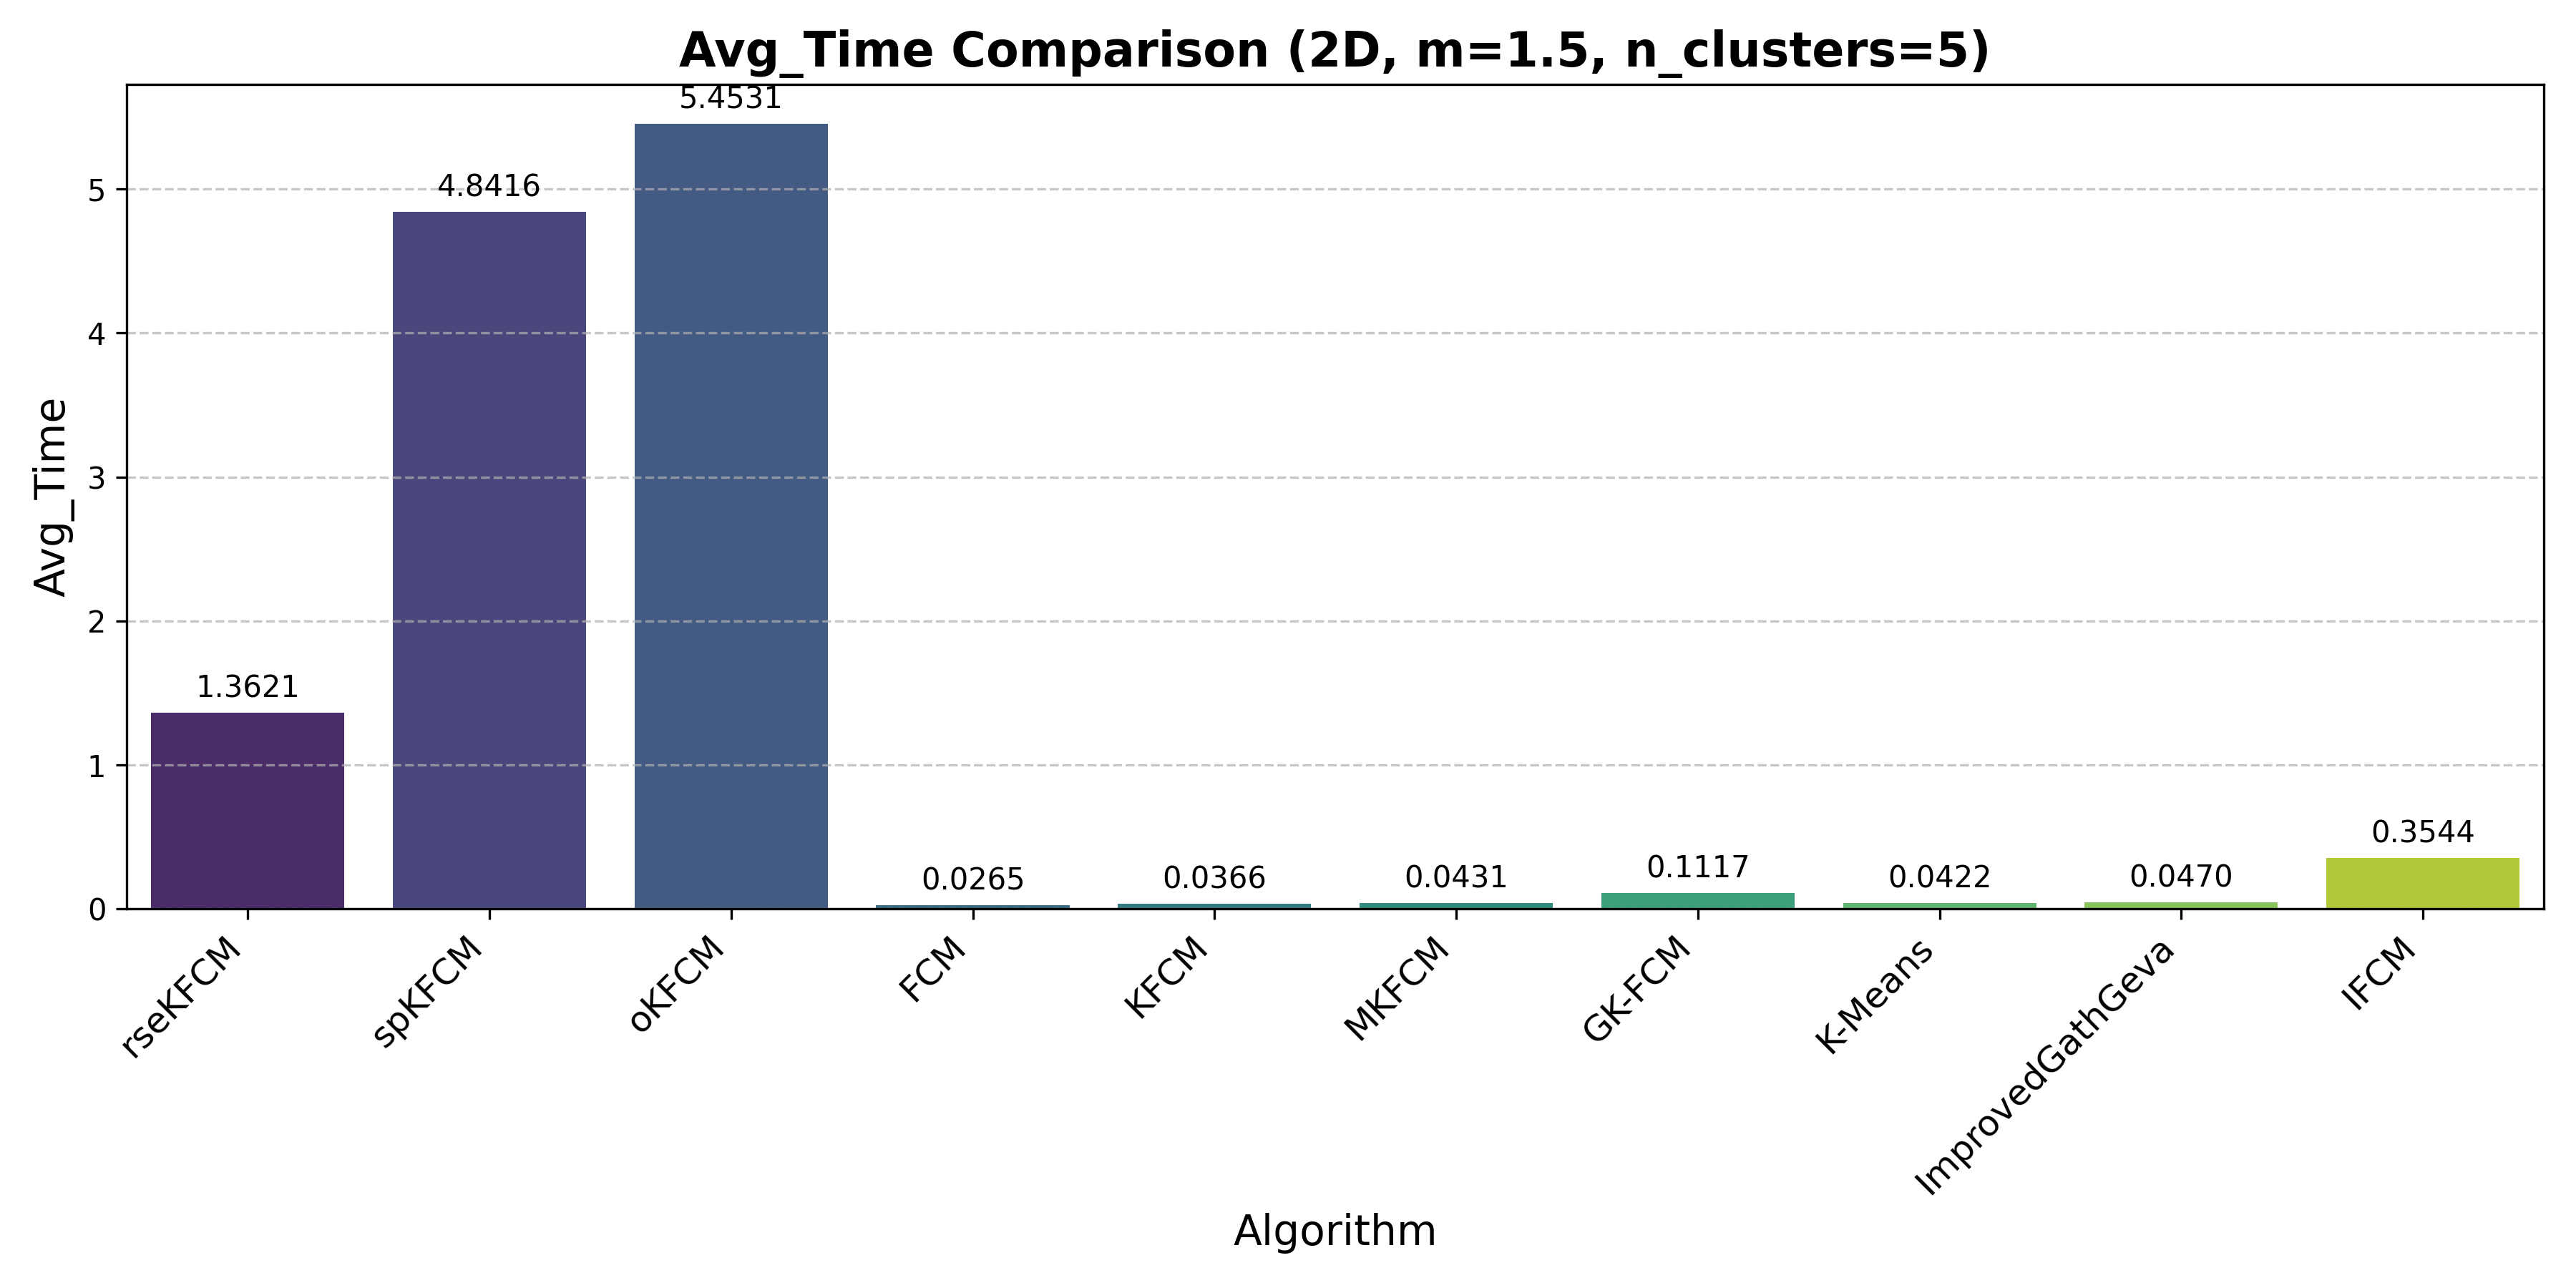 Avg_Time Comparison (2D, m=1.5, n_clusters=5)
5.4531
4.8416
1.3621
0.0265
0.0366
0.0431
0.1117
0.0422
0.0470
0.3544
5
4
3
2
1
0
Avg_Time
rseKFCM
spKFCM
oKFCM
FCM
KFCM
MKFCM
GK-FCM
K-Means
ImprovedGathGeva
IFCM
Algorithm